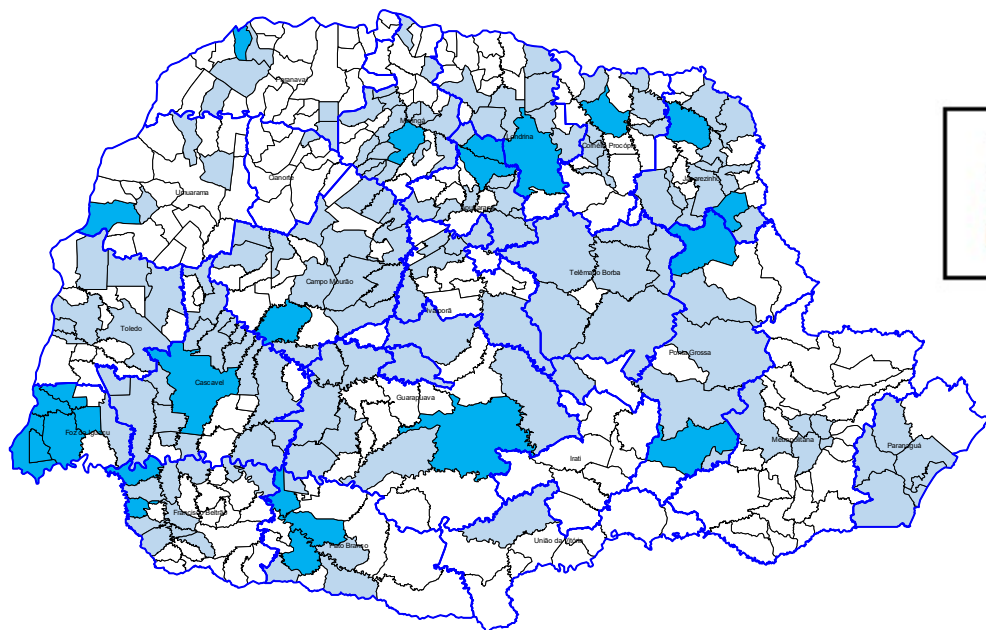 Paranavaí
Maringá
Londrina
Cornélio Procópio
Jacarezinho
Umuarama
Cianorte
Apucarana
Campo Mourão
Telêmaco Borba
Ivaiporã
Toledo
Ponta Grossa
Cascavel
Guarapuava
Foz do Iguaçu
Metropolitana
Paranaguá
Irati
Francisco Beltrão
Pato Branco
União da Vitória